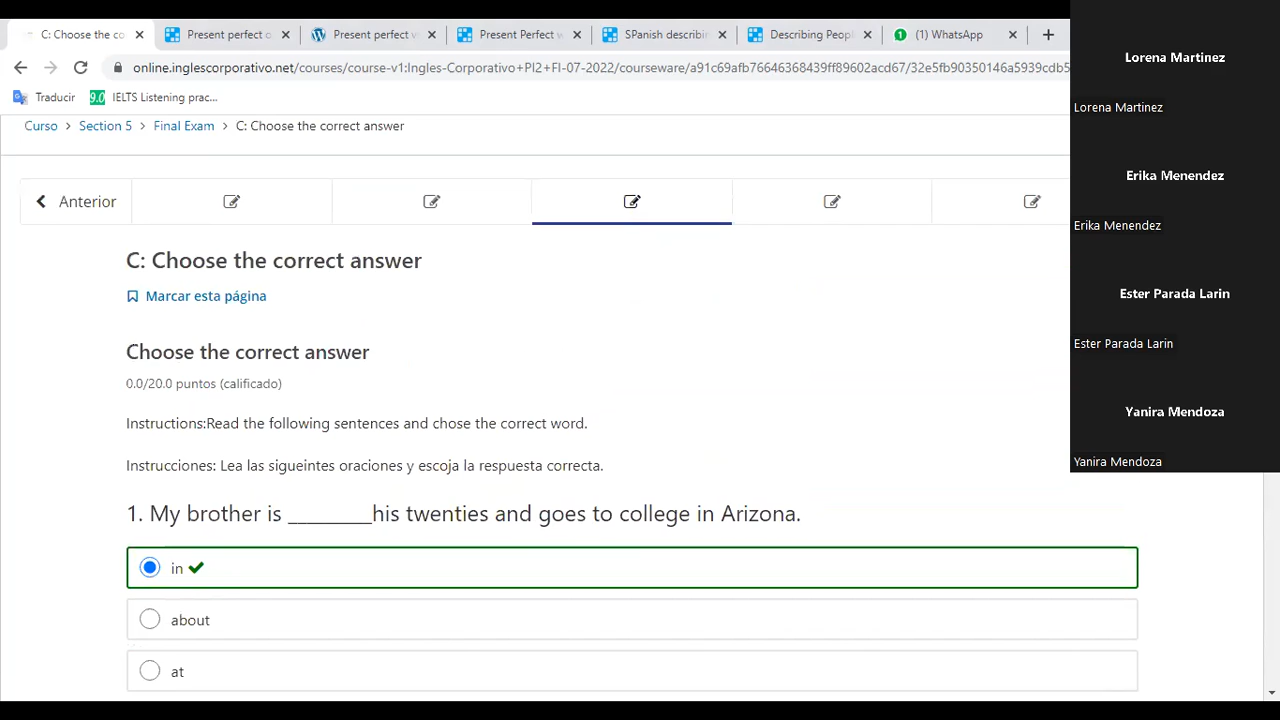 C: Choose the co
Present perfect o
Present perfect v
Present Perfect w
SPanish describin
Describing Peopl
(1) WhatsApp
online.inglescorporativo.net/courses/course-v1:Ingles-Corporativo+PI2+FI-07-2022/courseware/a91c69afb76646368439ff89602acd67/32e5fb90350146a5939cdb5
Traducir
9.0 IELTS Listening prac...
Curso > Section 5 > Final Exam > C: Choose the correct answer
Anterior
C: Choose the correct answer
Marcar esta página
Choose the correct answer
0.0/20.0 puntos (calificado)
Instructions:Read the following sentences and chose the correct word.
Instrucciones: Lea las sigueintes oraciones y escoja la respuesta correcta.
1. My brother is ________his twenties and goes to college in Arizona.
in
about
at
Lorena Martinez
Lorena Martinez
Erika Menendez
Erika Menendez
Ester Parada Larin
Ester Parada Larin
Yanira Mendoza
Yanira Mendoza